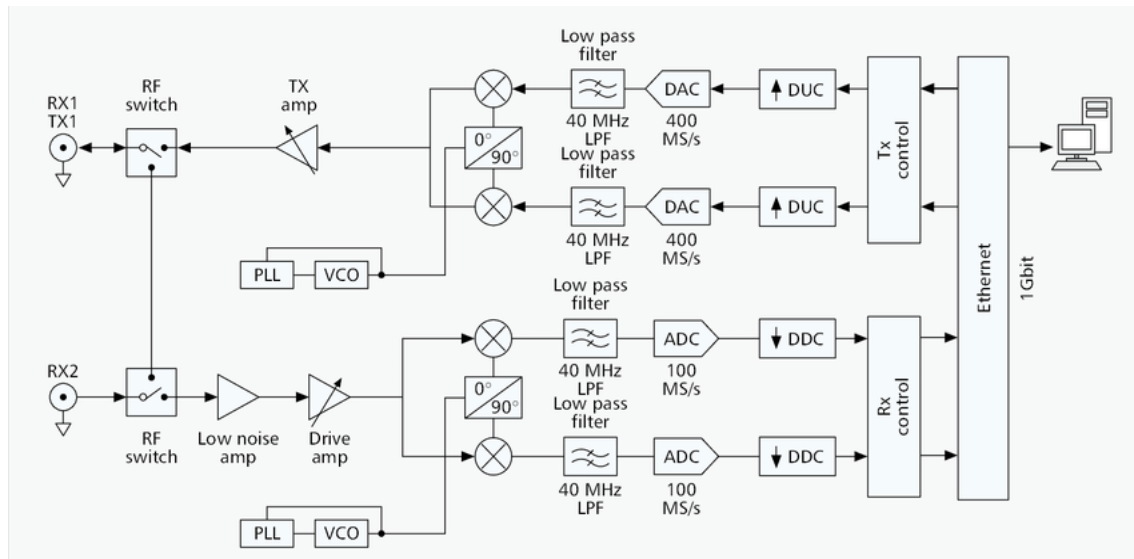 Low pass
filter
RF
switch
TX
amp
RX1
TX1
DAC
DUC
40 MHz
LPF
400
MS/s
0°
90°
Tx
control
Low pass
filter
DAC
DUC
40 MHz
LPF
400
MS/s
PLL
VCO
Ethernet
1Gbit
Low pass
filter
ADC
DDC
40 MHz
LPF
100
MS/s
RX2
0°
90°
Rx
control
Low pass
filter
RF
switch
Low noise
amp
Drive
amp
ADC
DDC
40 MHz
LPF
100
MS/s
PLL
VCO